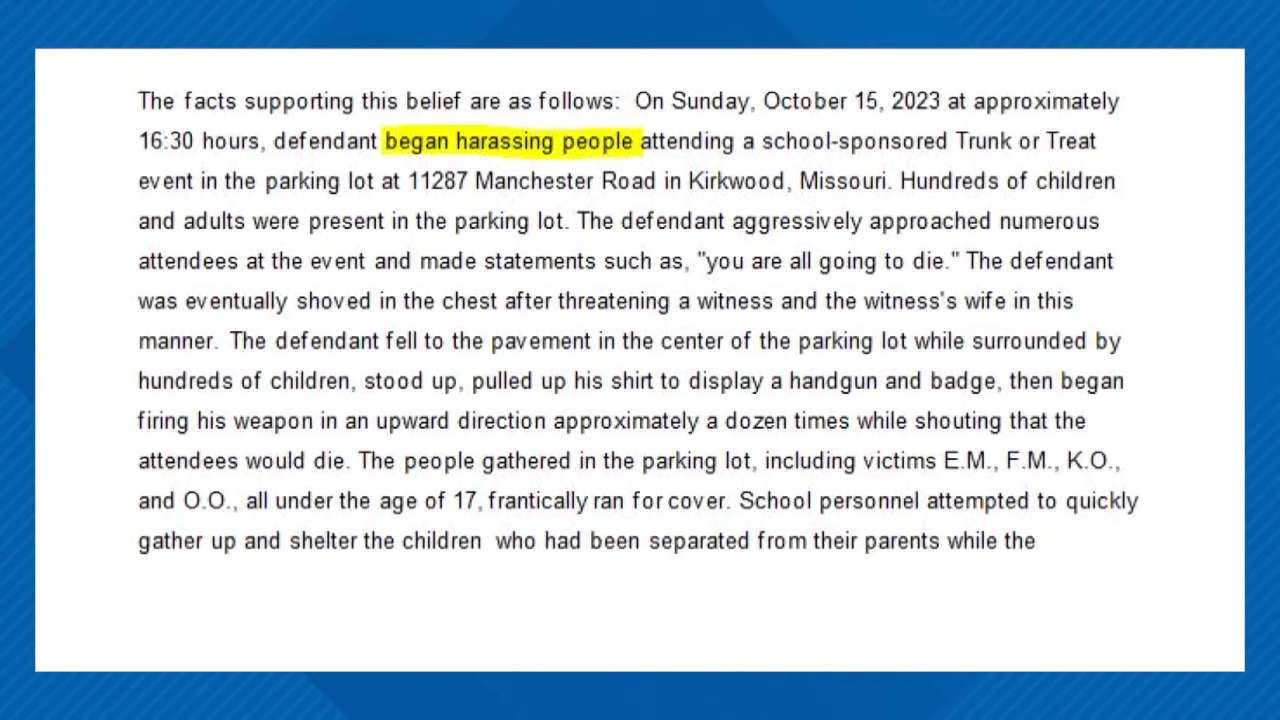 The facts supporting this belief are as follows:  On Sunday, October 15, 2023 at approximately
16:30 hours, defendant began harassing people attending a school-sponsored Trunk or Treat
event in the parking lot at 11287 Manchester Road in Kirkwood, Missouri. Hundreds of children
and adults were present in the parking lot. The defendant aggressively approached numerous
attendees at the event and made statements such as, "you are all going to die." The defendant
was eventually shoved in the chest after threatening a witness and the witness's wife in this
manner.  The defendant fell to the pavement in the center of the parking lot while surrounded by
hundreds of children, stood up, pulled up his shirt to display a handgun and badge, then began
firing his weapon in an upward direction approximately a dozen times while shouting that the
attendees would die. The people gathered in the parking lot, including victims E.M., F.M., K.O.,
and O.O., all under the age of 17, frantically ran for cover. School personnel attempted to quickly
gather up and shelter the children  who had been separated from their parents while the